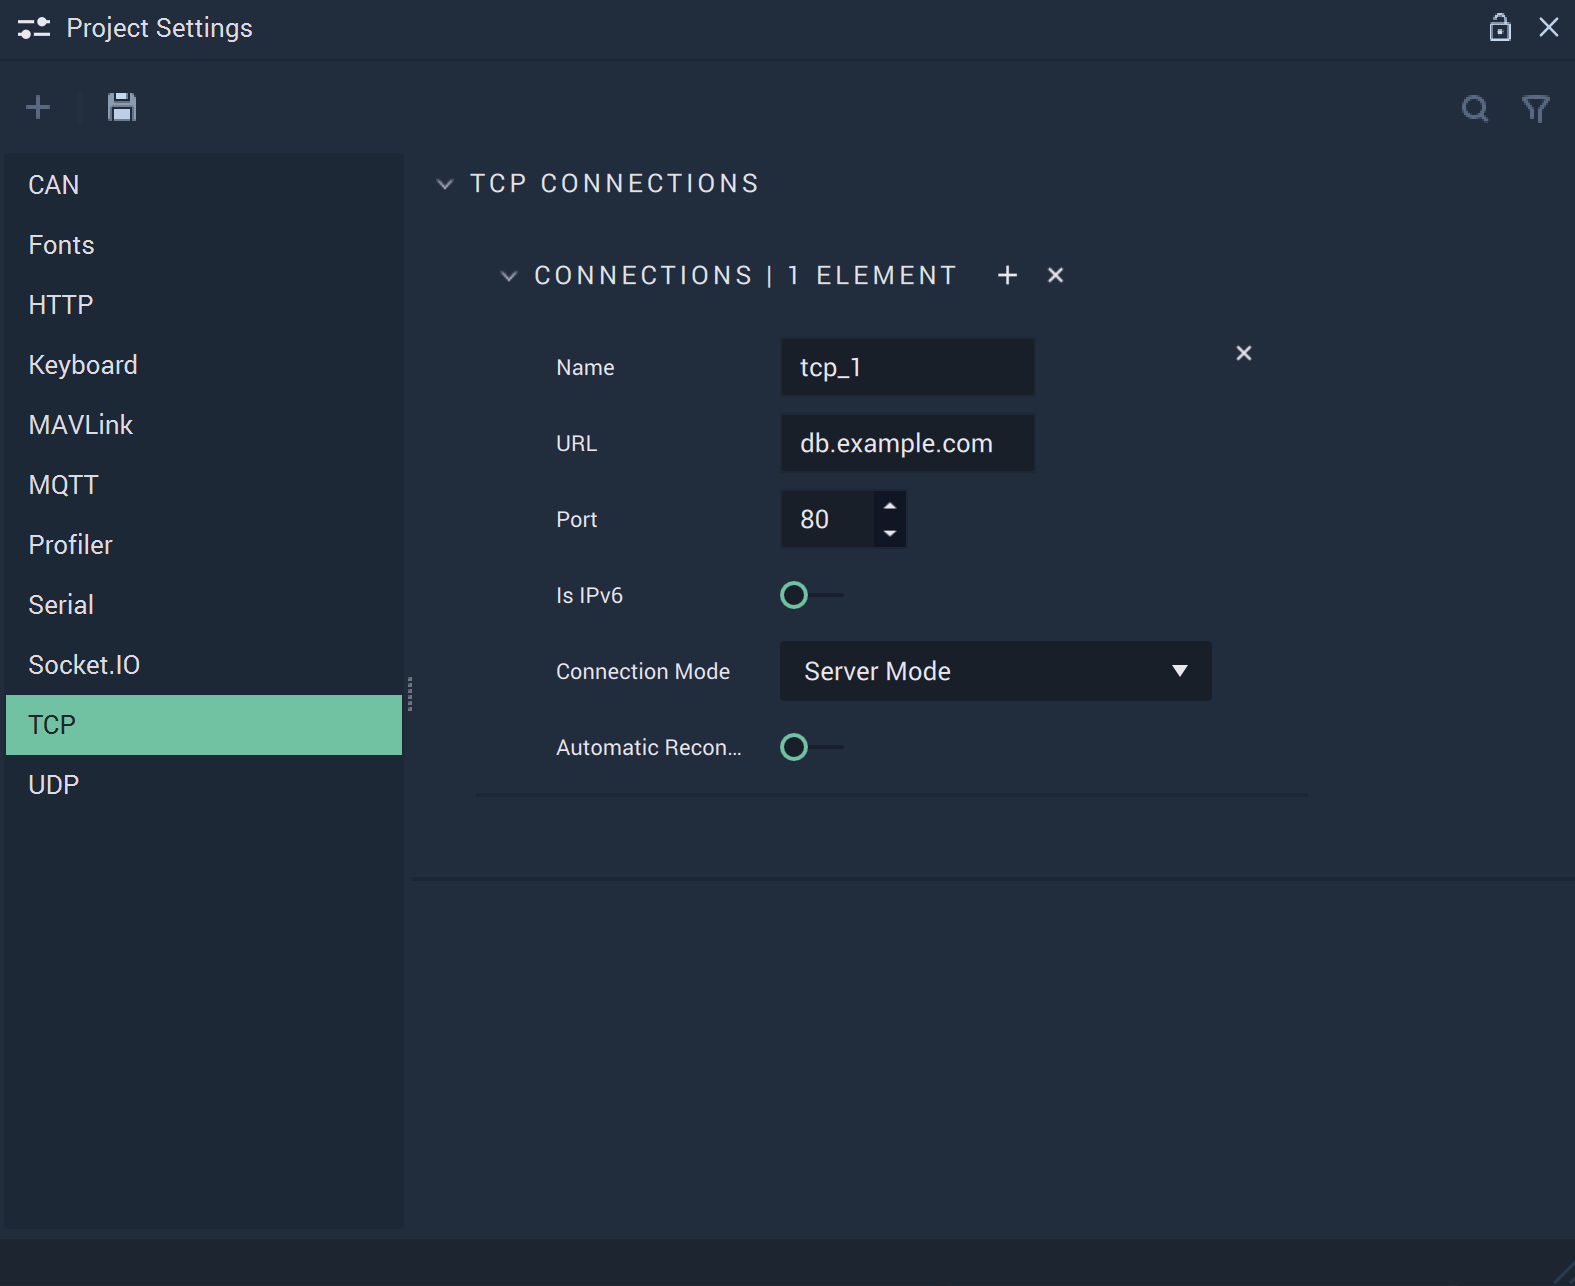 Project Settings
CAN
Fonts
HTTP
Keyboard
MAVLink
MQTT
Profiler
Serial
Socket.IO
TCP
UDP
TCP CONNECTIONS
CONNECTIONS | 1 ELEMENT
Name tcp_1
URL db.example.com
Port 80
Is IPv6
Connection Mode Server Mode
Automatic Recon...